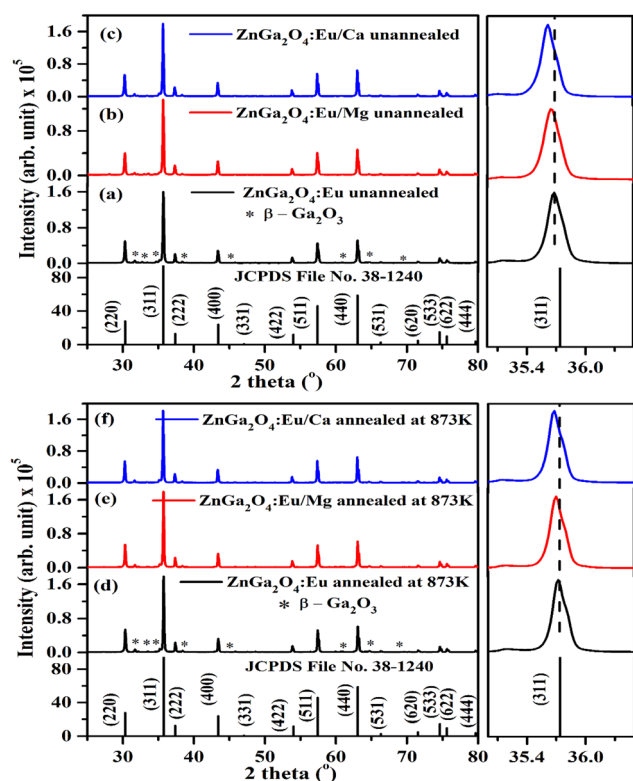 Intensity (arb. unit) x 10⁵
(c)
ZnGa₂O₄:Eu/Ca unannealed
1.6
0.8
0.0
(b)
ZnGa₂O₄:Eu/Mg unannealed
0.8
0.0
(a)
ZnGa₂O₄:Eu unannealed
* β – Ga₂O₃
1.6
0.8
0.0
* * * * * * * *
JCPDS File No. 38-1240
80
40
0
(220) (311) (222) (400) (331) (422) (511) (440) (531) (620) (533) (622) (444)
30 40 50 60 70 80
2 theta (°)
(311)
35.4 36.0
Intensity (arb. unit) x 10⁵
(f)
ZnGa₂O₄:Eu/Ca annealed at 873K
1.6
0.8
0.0
(e)
ZnGa₂O₄:Eu/Mg annealed at 873K
1.6
0.8
0.0
(d)
ZnGa₂O₄:Eu annealed at 873K
* β – Ga₂O₃
1.6
0.8
0.0
* * * * * * * *
JCPDS File No. 38-1240
80
40
0
(220) (311) (222) (400) (331) (422) (511) (440) (531) (620) (533) (622) (444)
30 40 50 60 70 80
2 theta (°)
(311)
35.4 36.0